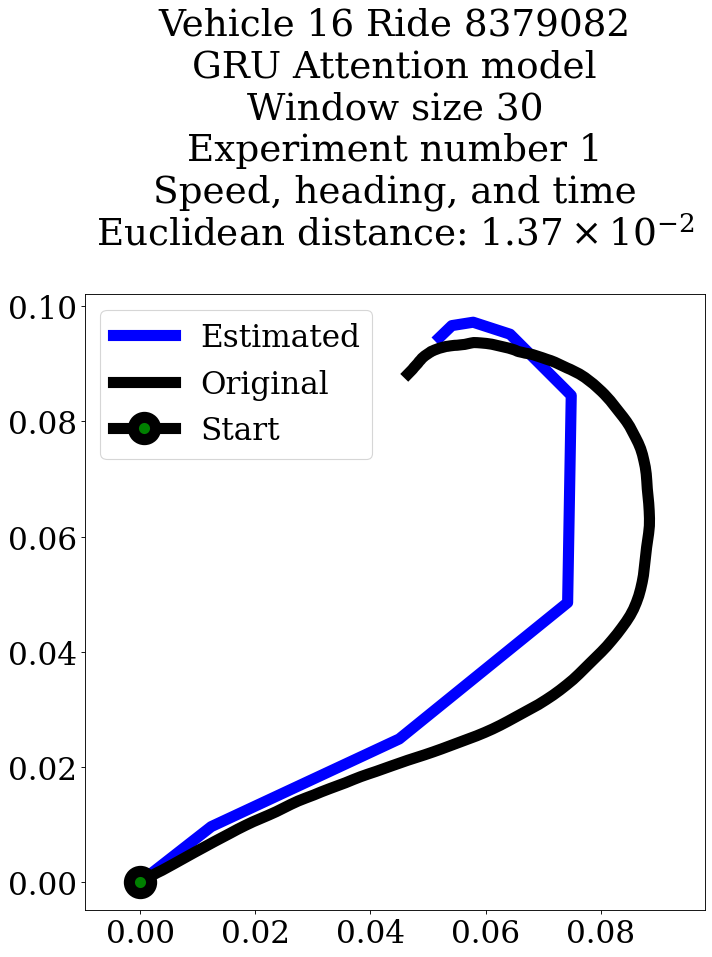 Vehicle 16 Ride 8379082
GRU Attention model
Window size 30
Experiment number 1
Speed, heading, and time
Euclidean distance: 1.37 × 10⁻²
0.10
0.08
0.06
0.04
0.02
0.00
Estimated
Original
Start
0.00 0.02 0.04 0.06 0.08